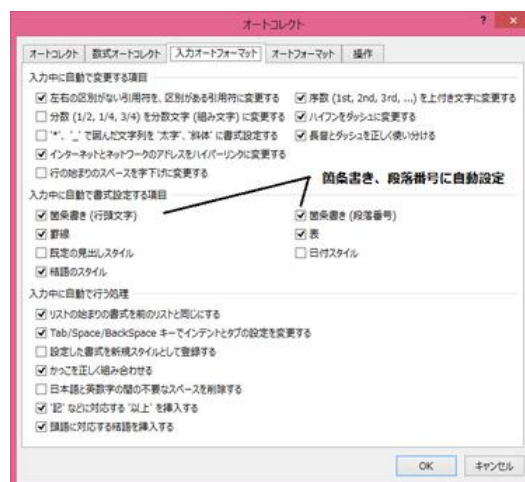 オートコレクト
? ×
オートコレクト 数式オートコレクト 入力オートフォーマット オートフォーマット 操作
入力中に自動で変更する項目
左右の区別がない引用符を、区別がある引用符に変更する 序数 (1st, 2nd, 3rd, ...) を上付き文字に変更する
分数 (1/2, 1/4, 3/4) を分数文字 (組み文字) に変更する ハイフンをダッシュに変更する
'*'、'_' で囲んだ文字列を '太字'、'斜体' に書式設定する 長音とダッシュを正しく使い分ける
インターネットとネットワークのアドレスをハイパーリンクに変更する
行の始まりのスペースを字下げに変更する
箇条書き、段落番号に自動設定
入力中に自動で書式設定する項目
箇条書き (行頭文字) 箇条書き (段落番号)
罫線 表
既定の見出しスタイル 日付スタイル
結語のスタイル
入力中に自動で行う処理
リストの始まりの書式を前のリストと同じにする
Tab/Space/BackSpace キーでインデントとタブの設定を変更する
設定した書式を新規スタイルとして登録する
かっこを正しく組み合わせる
日本語と英数字の間の不要なスペースを削除する
'記' などに対応する '以上' を挿入する
頭語に対応する結語を挿入する
OK キャンセル